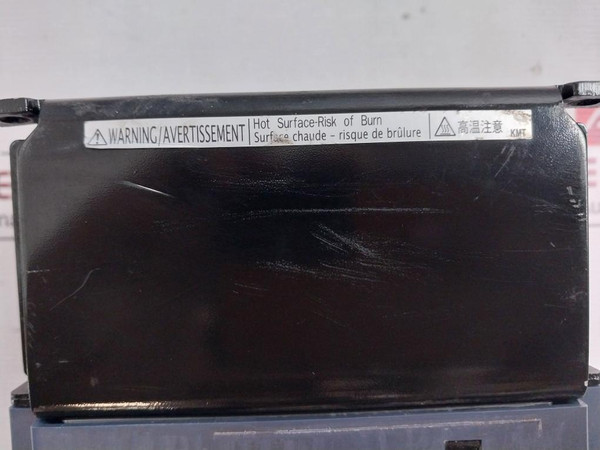 WARNING/AVERTISSEMENT
Hot Surface-Risk of Burn
Surface chaude - risque de brûlure
高温注意
KMT